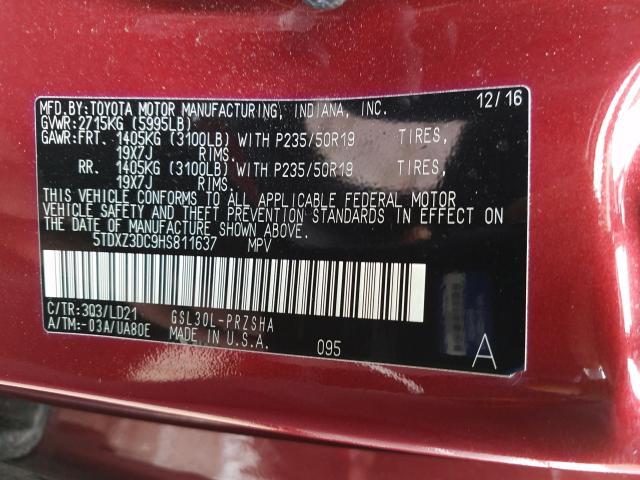 MFD.BY:TOYOTA MOTOR MANUFACTURING, INDIANA, INC. 12/16
GVWR:2715KG (5995LB)
GAWR:FRT. 1405KG (3100LB) WITH P235/50R19 TIRES,
19X7J RIMS.
RR. 1405KG (3100LB) WITH P235/50R19 TIRES,
19X7J RIMS.
THIS VEHICLE CONFORMS TO ALL APPLICABLE FEDERAL MOTOR
VEHICLE SAFETY AND THEFT PREVENTION STANDARDS IN EFFECT ON
THE DATE OF MANUFACTURE SHOWN ABOVE.
5TDXZ3DC9HS811637 MPV
C/TR:3Q3/LD21 GSL30L-PRZSHA
A/TM:-03A/UA80E MADE IN U.S.A. 095 A